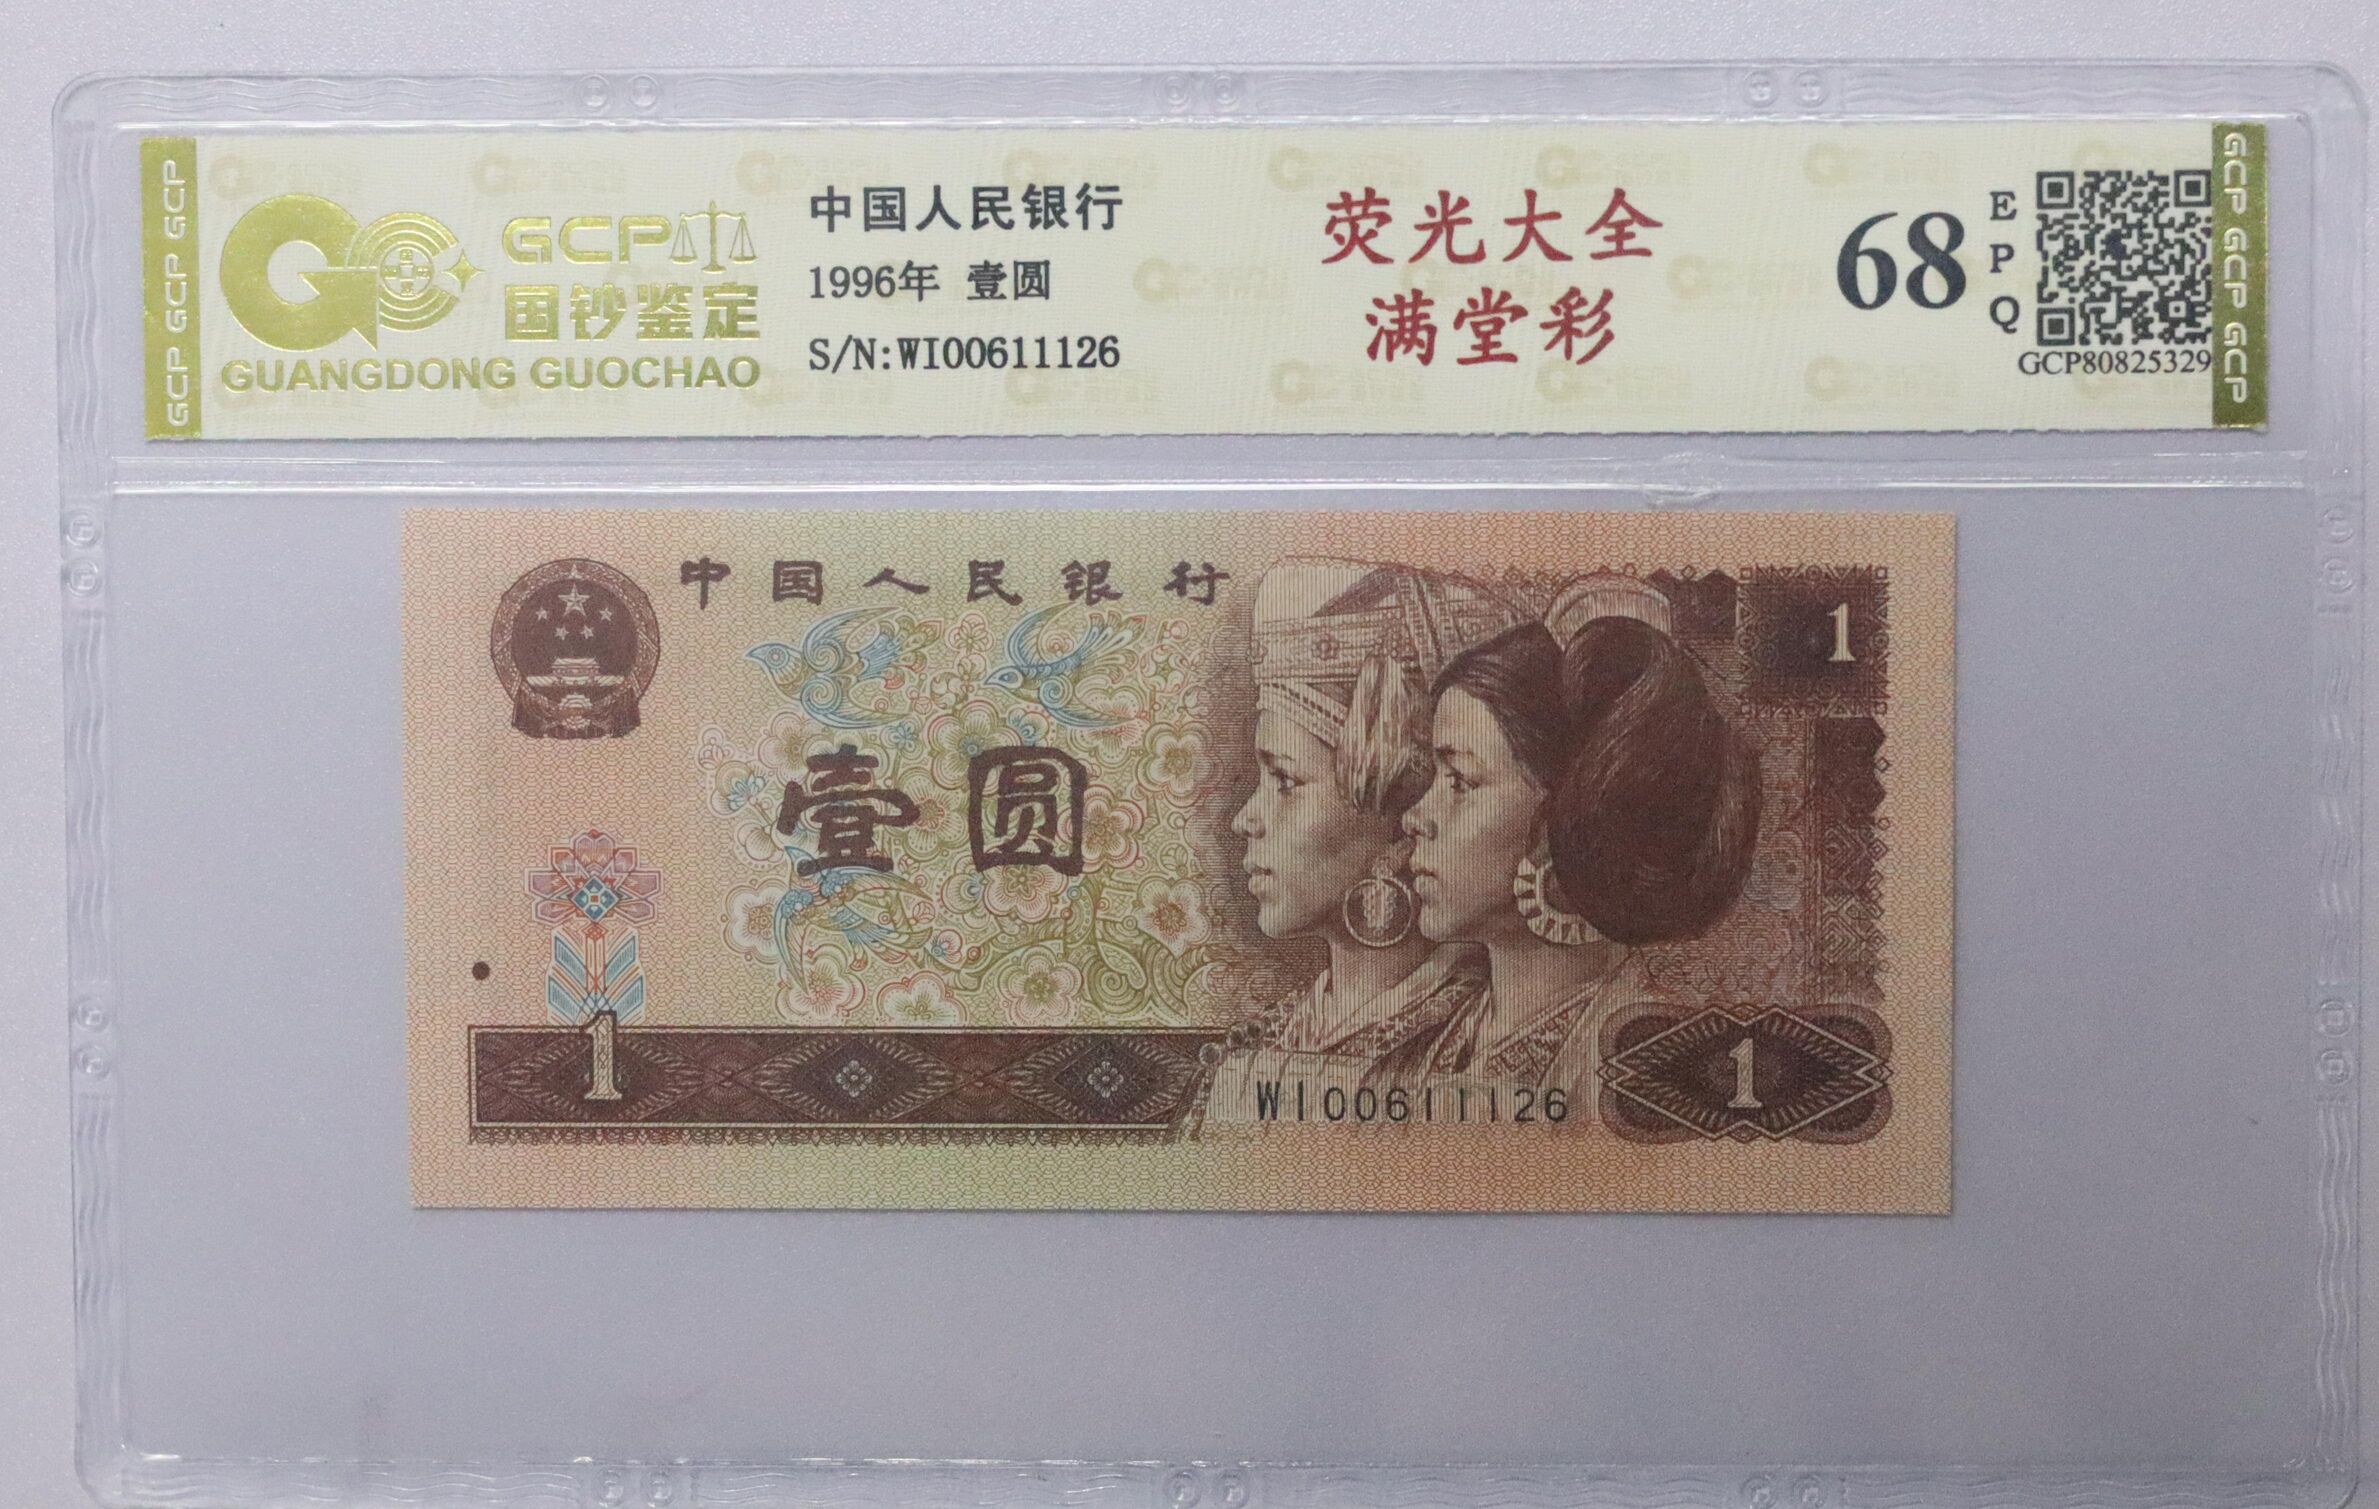 GCP GCP GCP
GCP
国钞鉴定
GUANGDONG GUOCHAO
中国人民银行
1996年 壹圆
S/N:WI00611126
荧光大全
满堂彩
68
EPQ
GCP80825329
GCP GCP GCP
中国人民银行
1
壹圆
1
WI00611126
1